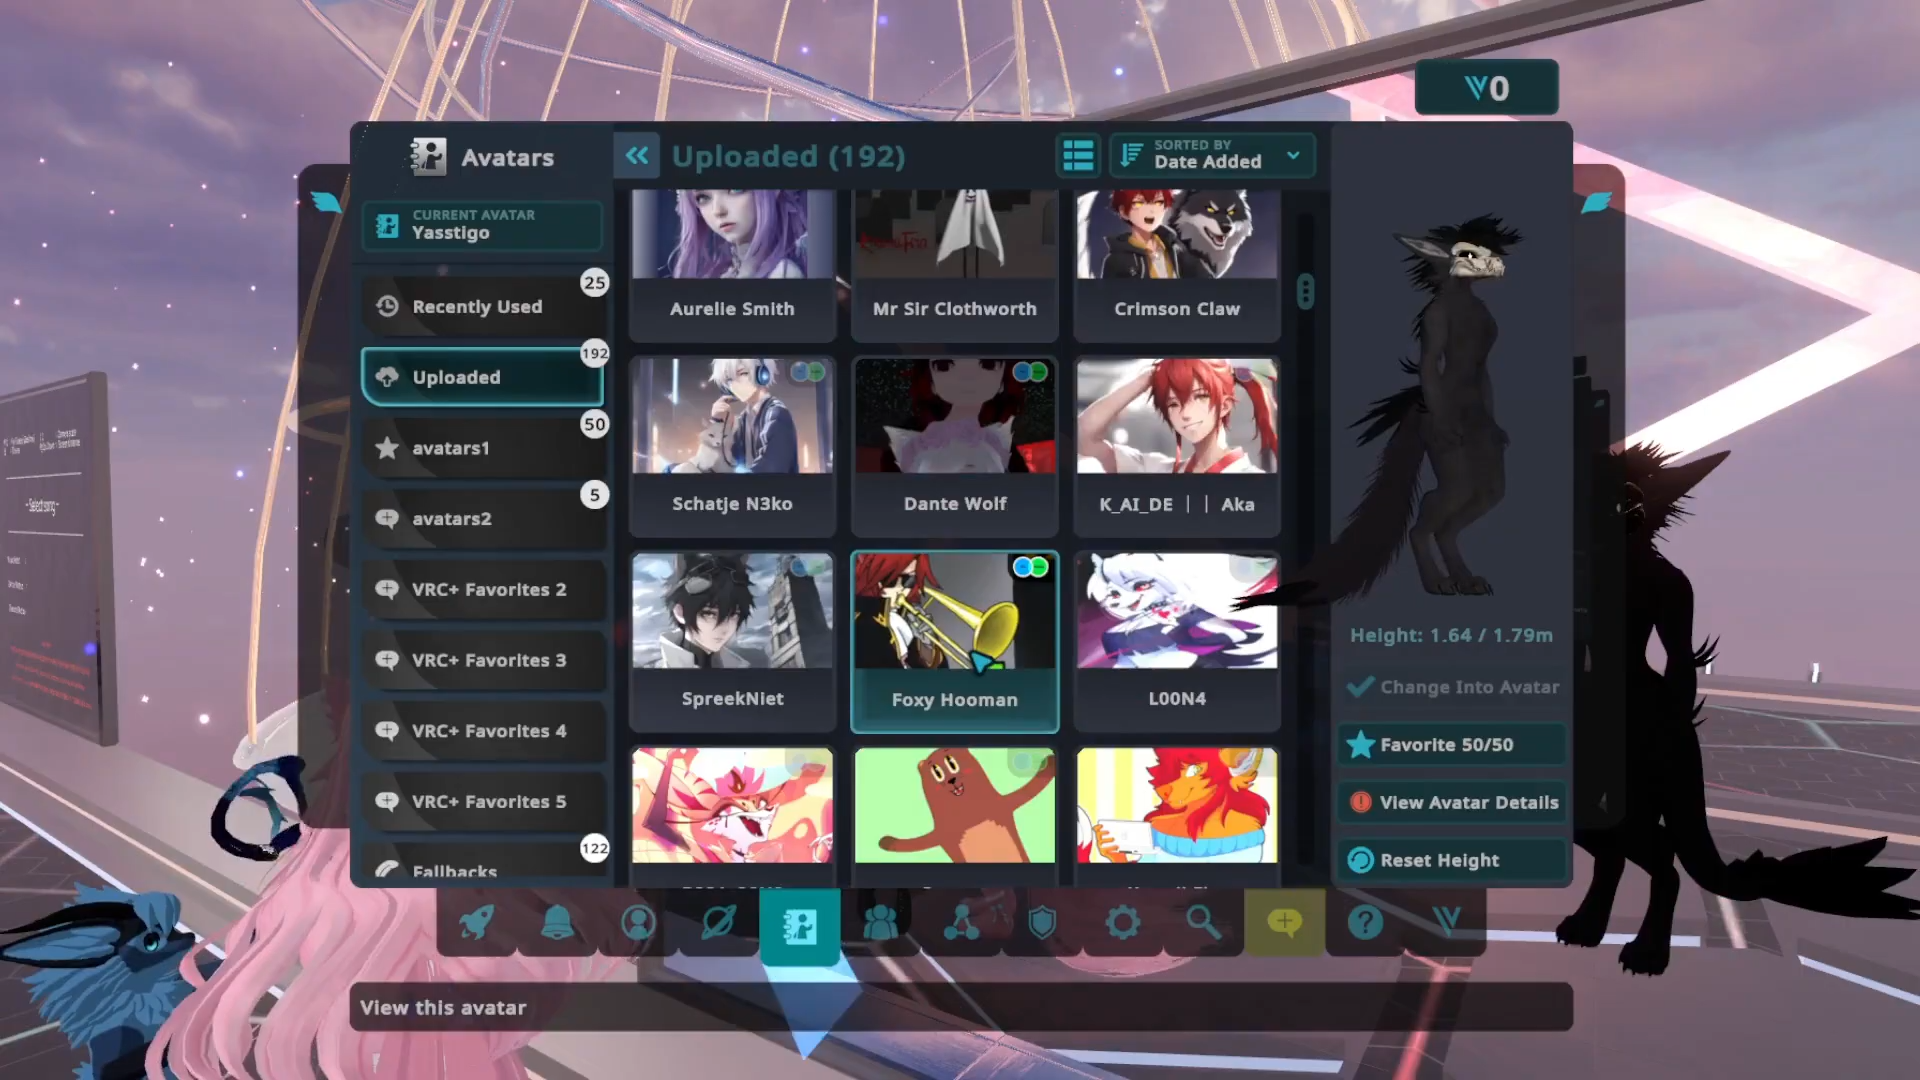 0
Avatars
Uploaded (192)
SORTED BY
Date Added
CURRENT AVATAR
Yasstigo
25
Recently Used
192
Uploaded
50
avatars1
5
avatars2
VRC+ Favorites 2
VRC+ Favorites 3
VRC+ Favorites 4
VRC+ Favorites 5
122
Fallbacks
Aurelie Smith
Mr Sir Clothworth
Crimson Claw
Schatje N3ko
Dante Wolf
K_AI_DE | | Aka
SpreekNiet
Foxy Hooman
L00N4
Height: 1.64 / 1.79m
Change Into Avatar
Favorite 50/50
View Avatar Details
Reset Height
View this avatar